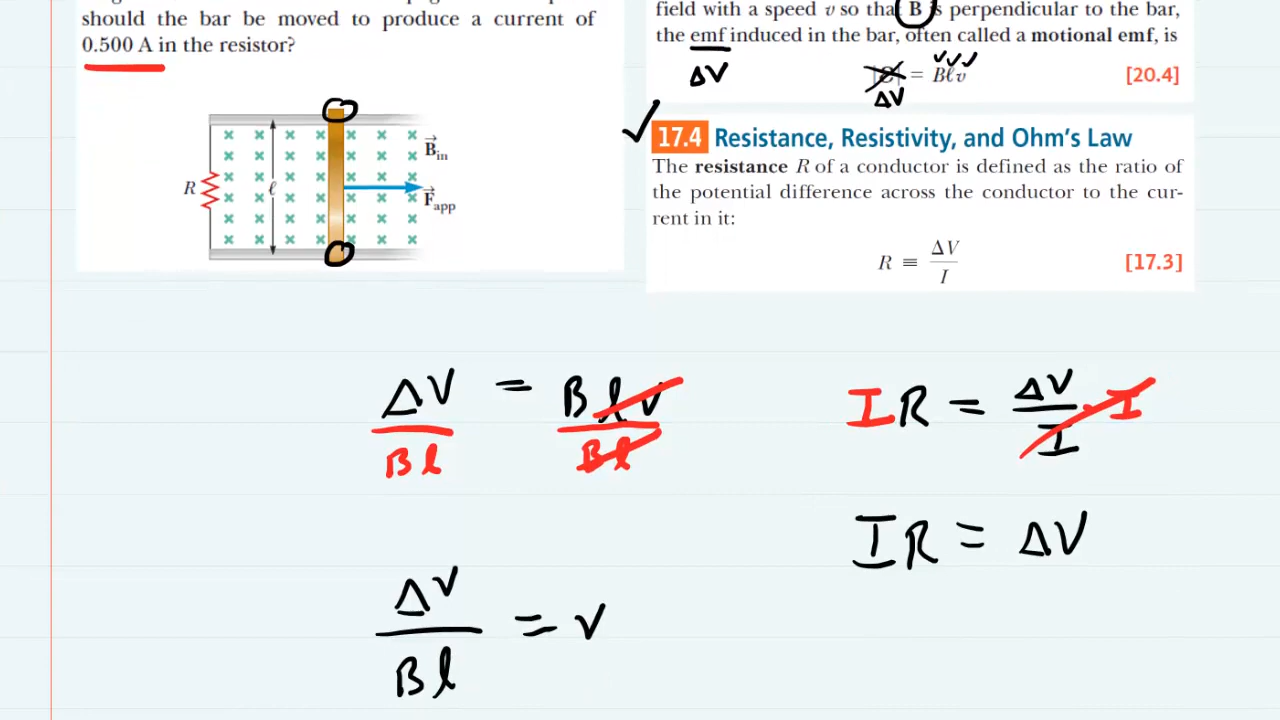 should the bar be moved to produce a current of
0.500 A in the resistor?
R
ℓ
B⃗in
F⃗app
field with a speed v so that B is perpendicular to the bar,
the emf induced in the bar, often called a motional emf, is
ΔV
= Bℓv [20.4]
ΔV
17.4 Resistance, Resistivity, and Ohm's Law
The resistance R of a conductor is defined as the ratio of
the potential difference across the conductor to the cur-
rent in it:
R ≡ ΔV/I [17.3]
ΔV/Bl = Blv/Bl
ΔV/Bl = v
IR = ΔV/I · I
IR = ΔV